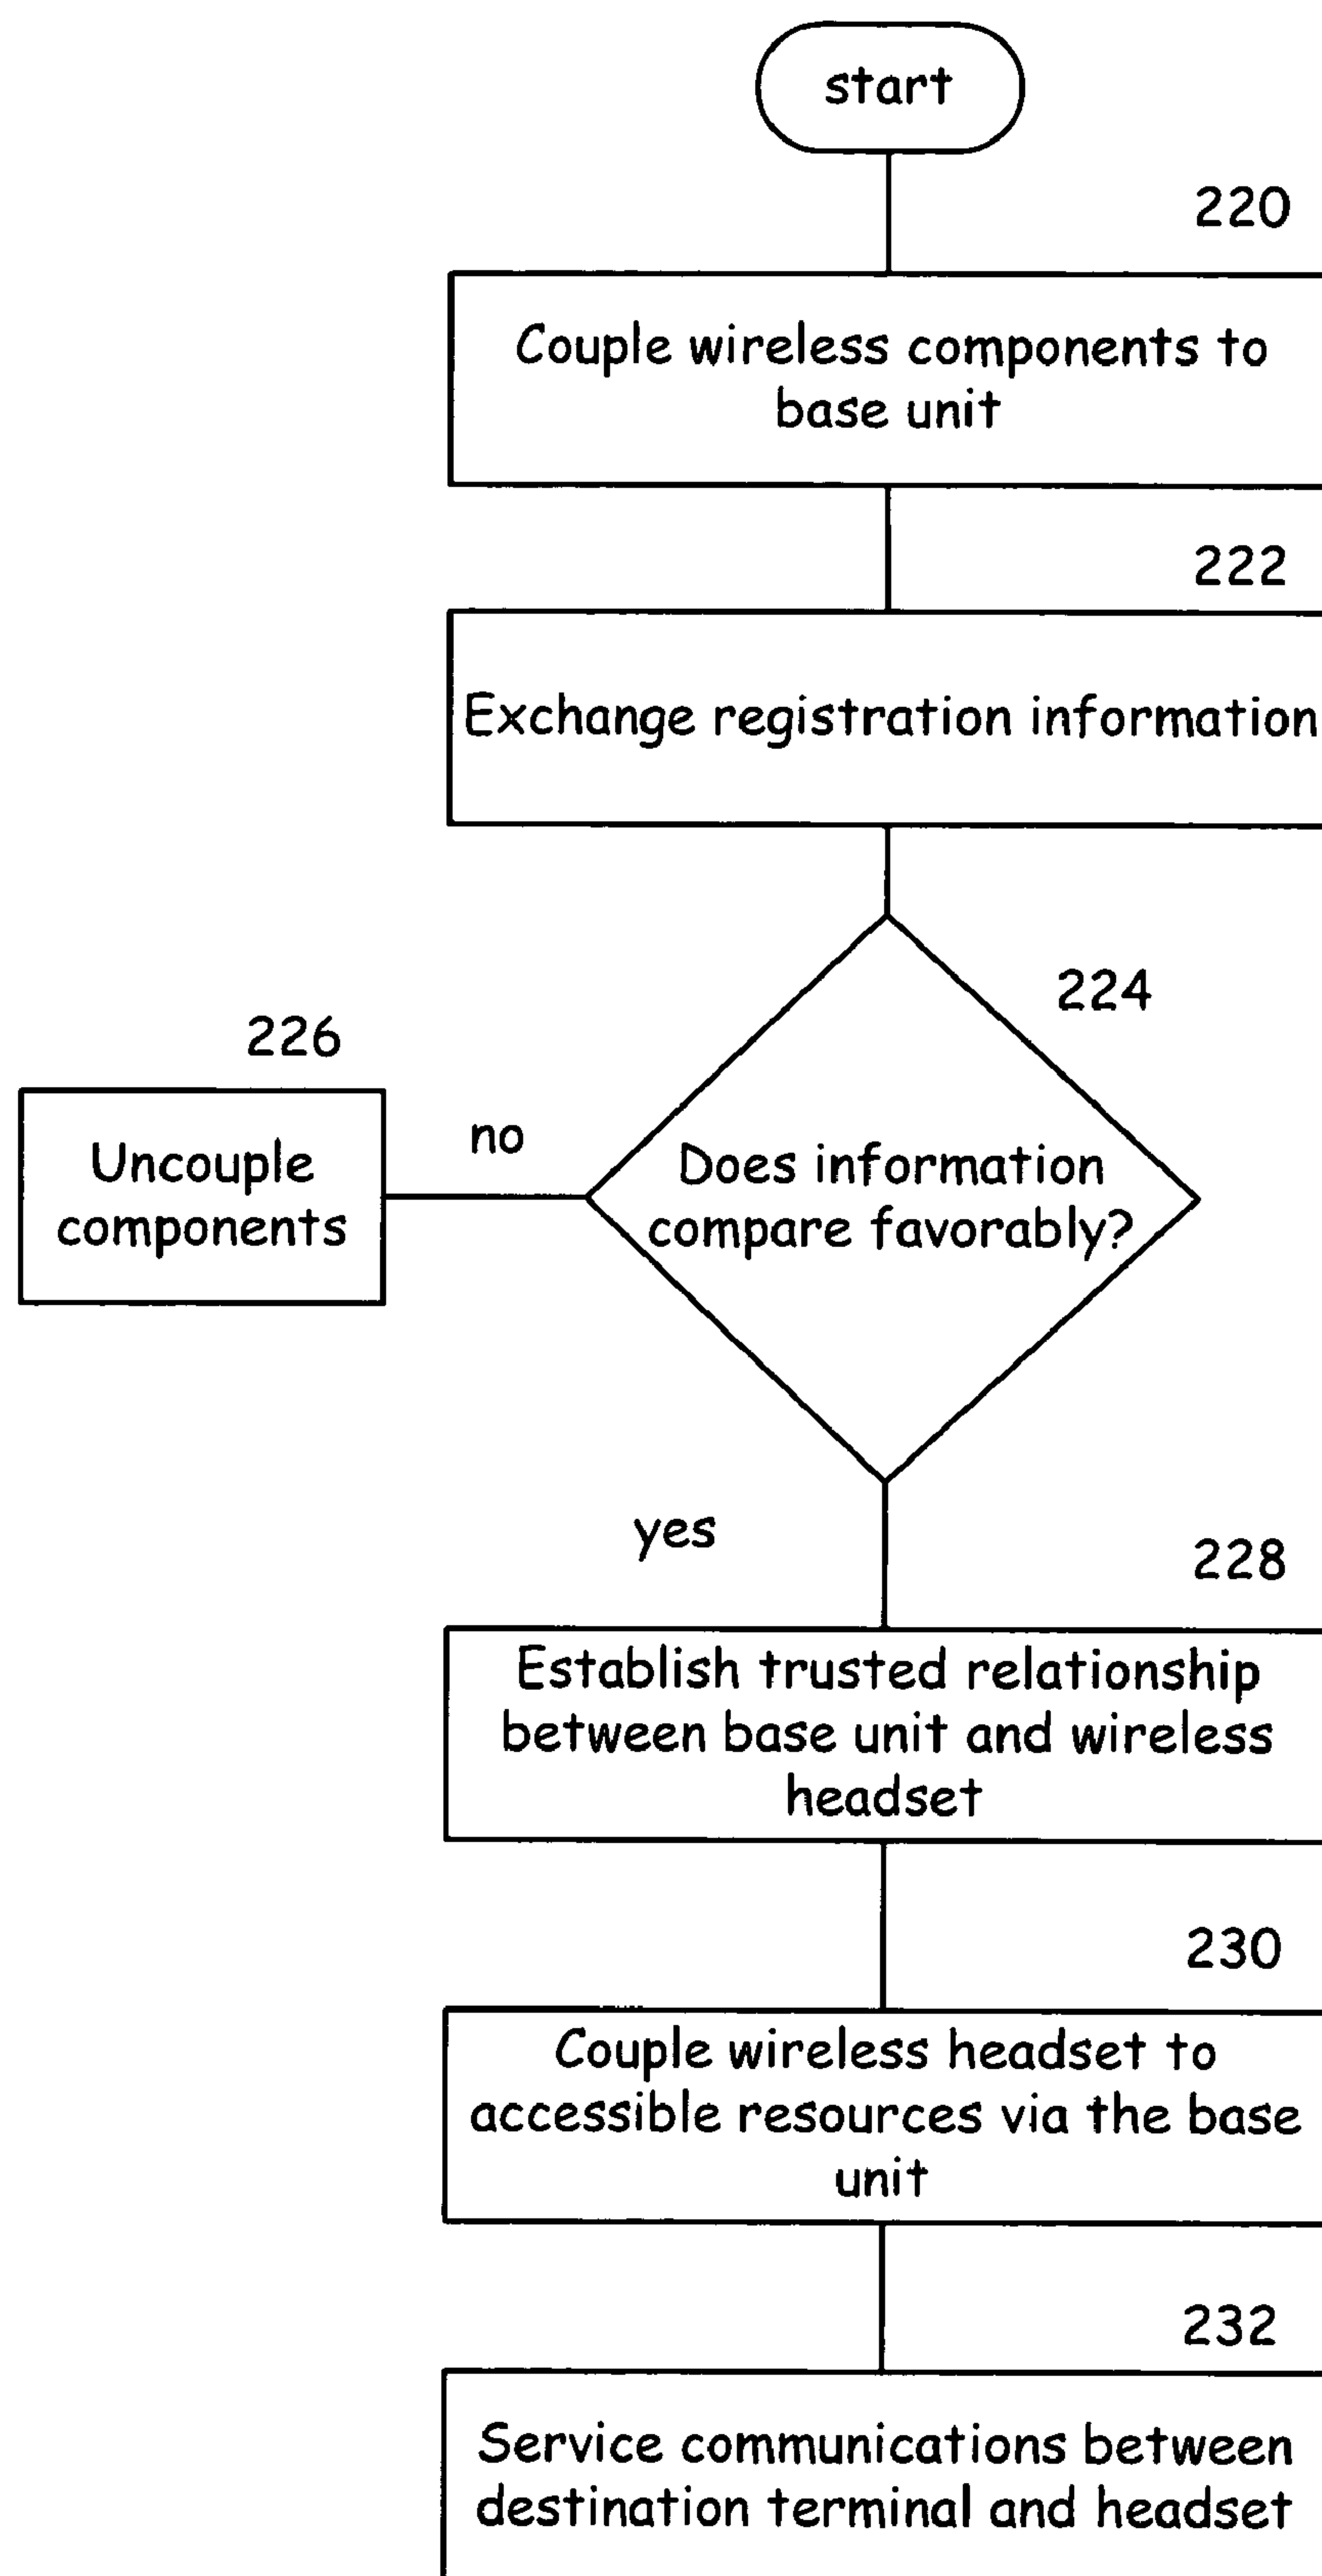 start
220
Couple wireless components to
base unit
222
Exchange registration information
224
226
Does information
compare favorably?
no
Uncouple
components
yes
228
Establish trusted relationship
between base unit and wireless
headset
230
Couple wireless headset to
accessible resources via the base
unit
232
Service communications between
destination terminal and headset